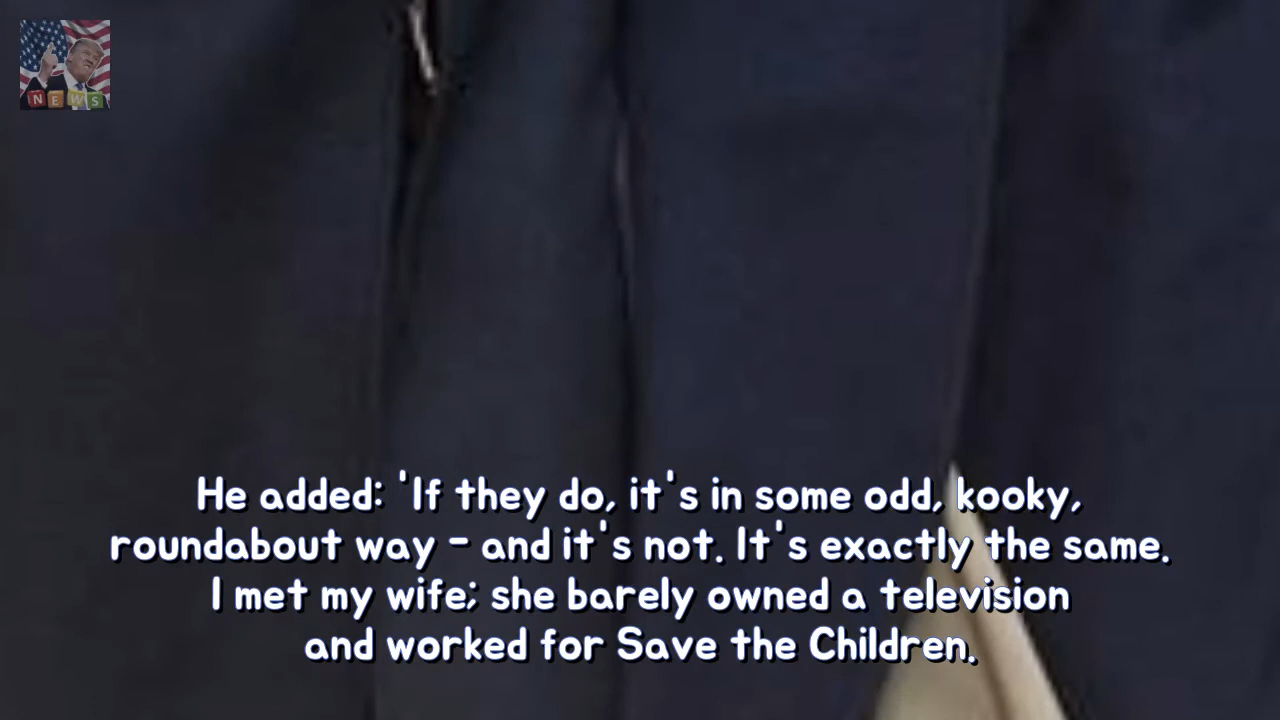 NEWS
He added: 'If they do, it's in some odd, kooky,
roundabout way - and it's not. It's exactly the same.
I met my wife; she barely owned a television
and worked for Save the Children.